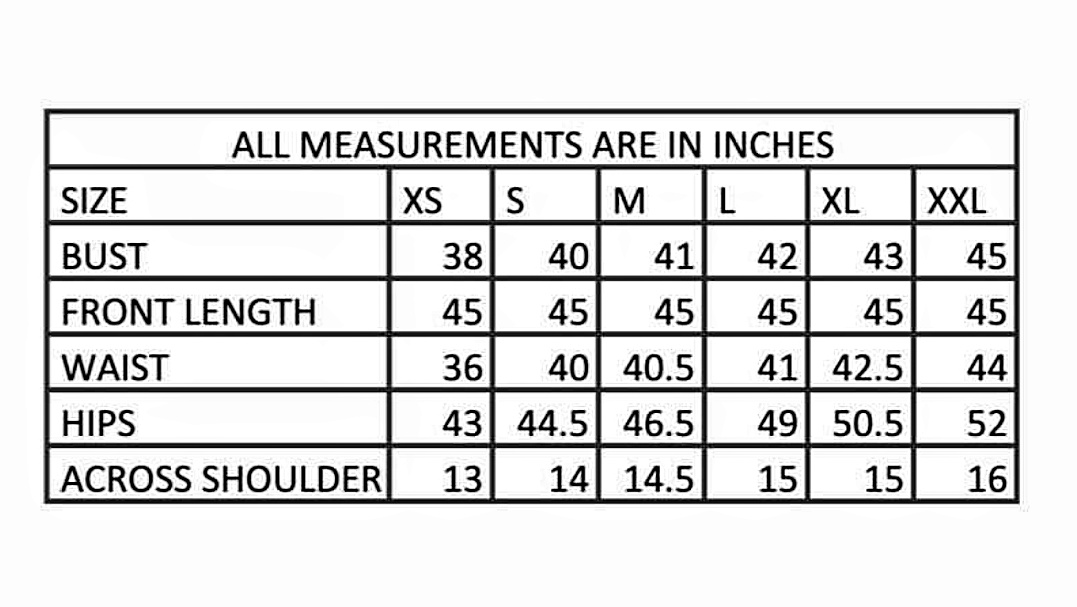 ALL MEASUREMENTS ARE IN INCHES
SIZE XS S M L XL XXL
BUST 38 40 41 42 43 45
FRONT LENGTH 45 45 45 45 45 45
WAIST 36 40 40.5 41 42.5 44
HIPS 43 44.5 46.5 49 50.5 52
ACROSS SHOULDER 13 14 14.5 15 15 16